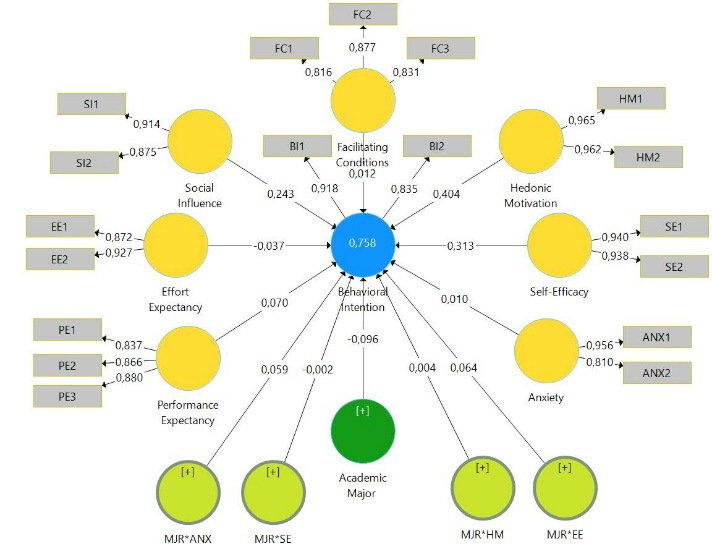 FC2
FC1
FC3
0,877
0,816
0,831
SI1
0,914
SI2
0,875
HM1
0,965
0,962
HM2
BI1
Facilitating
Conditions
BI2
0,012
0,918
0,835
Social
Influence
0,243
0,404
Hedonic
Motivation
EE1
0,872
EE2
0,927
-0,037
0,758
0,313
0,940
SE1
0,938
SE2
Effort
Expectancy
Behavioral
Intention
Self-Efficacy
0,070
0,010
PE1
0,837
PE2
0,866
PE3
0,880
-0,096
0,956
ANX1
0,810
ANX2
Performance
Expectancy
0,059
-0,002
0,004
0,064
Anxiety
[+]
Academic
Major
[+]
[+]
[+]
[+]
MJR*ANX
MJR*SE
MJR*HM
MJR*EE